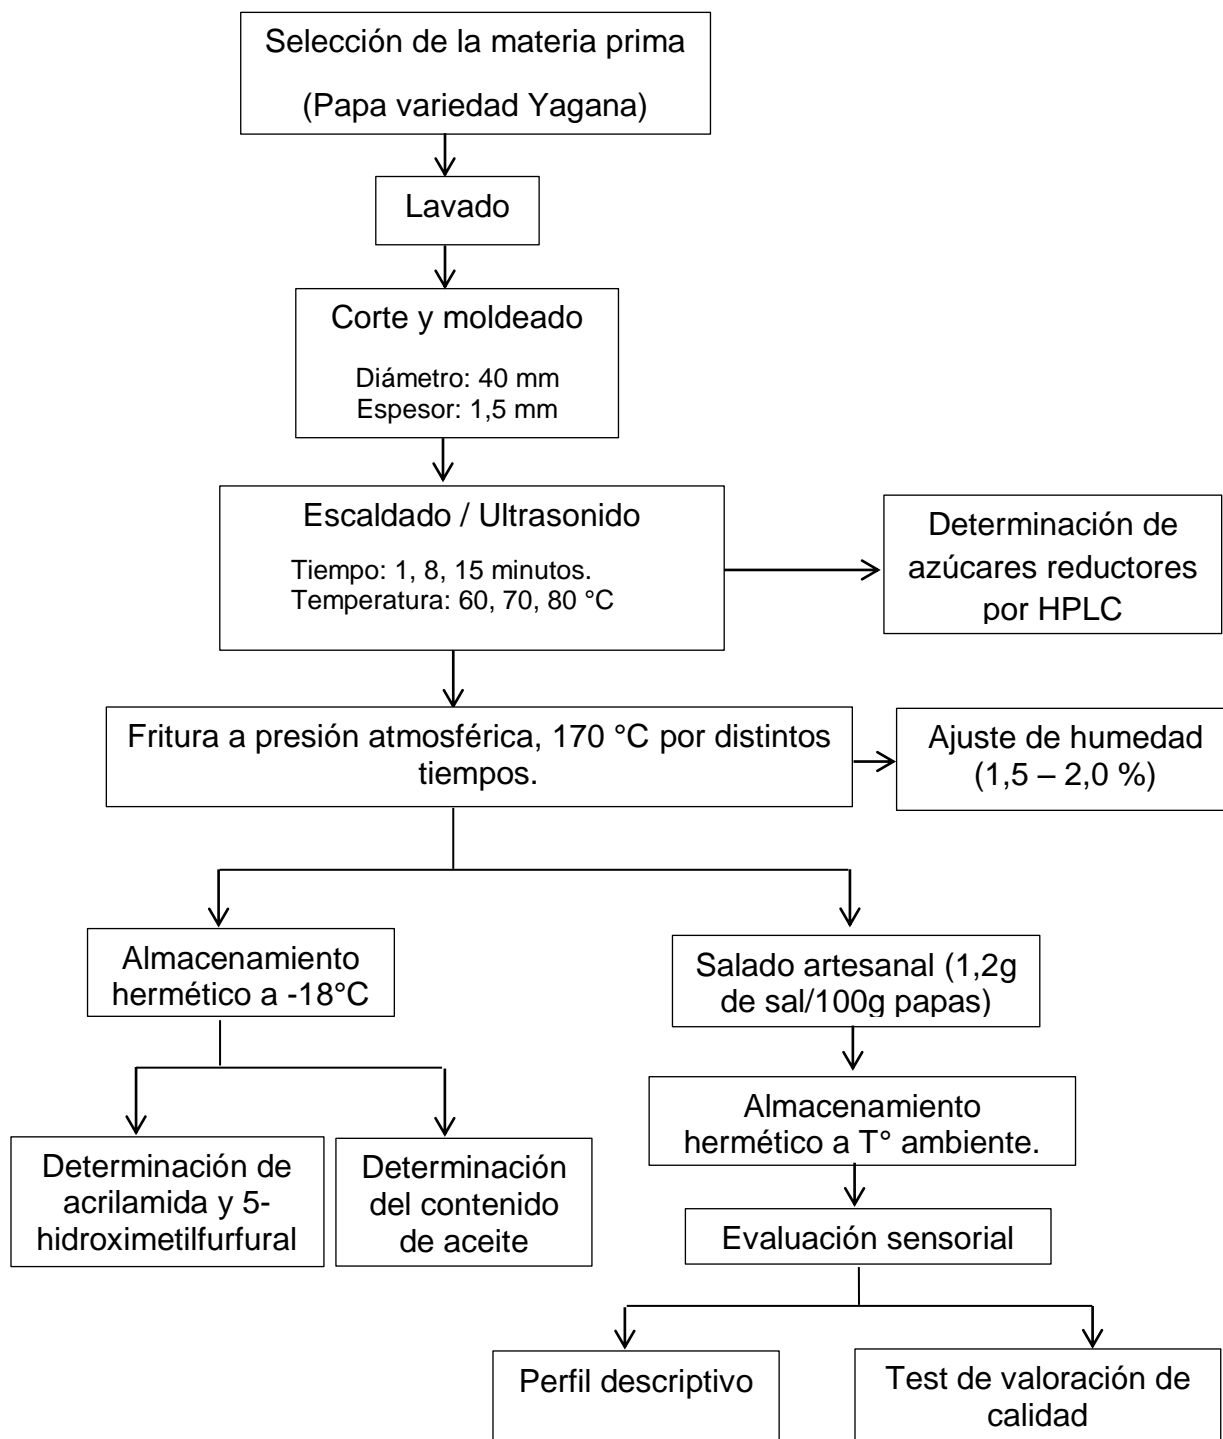 Selección de la materia prima
(Papa variedad Yagana)
Lavado
Corte y moldeado
Diámetro: 40 mm
Espesor: 1,5 mm
Escaldado / Ultrasonido
Tiempo: 1, 8, 15 minutos.
Temperatura: 60, 70, 80 °C
Determinación de
azúcares reductores
por HPLC
Fritura a presión atmosférica, 170 °C por distintos
tiempos.
Ajuste de humedad
(1,5 – 2,0 %)
Almacenamiento
hermético a -18°C
Salado artesanal (1,2g
de sal/100g papas)
Almacenamiento
hermético a T° ambiente.
Determinación de
acrilamida y 5-
hidroximetilfurfural
Determinación
del contenido
de aceite
Evaluación sensorial
Perfil descriptivo
Test de valoración de
calidad